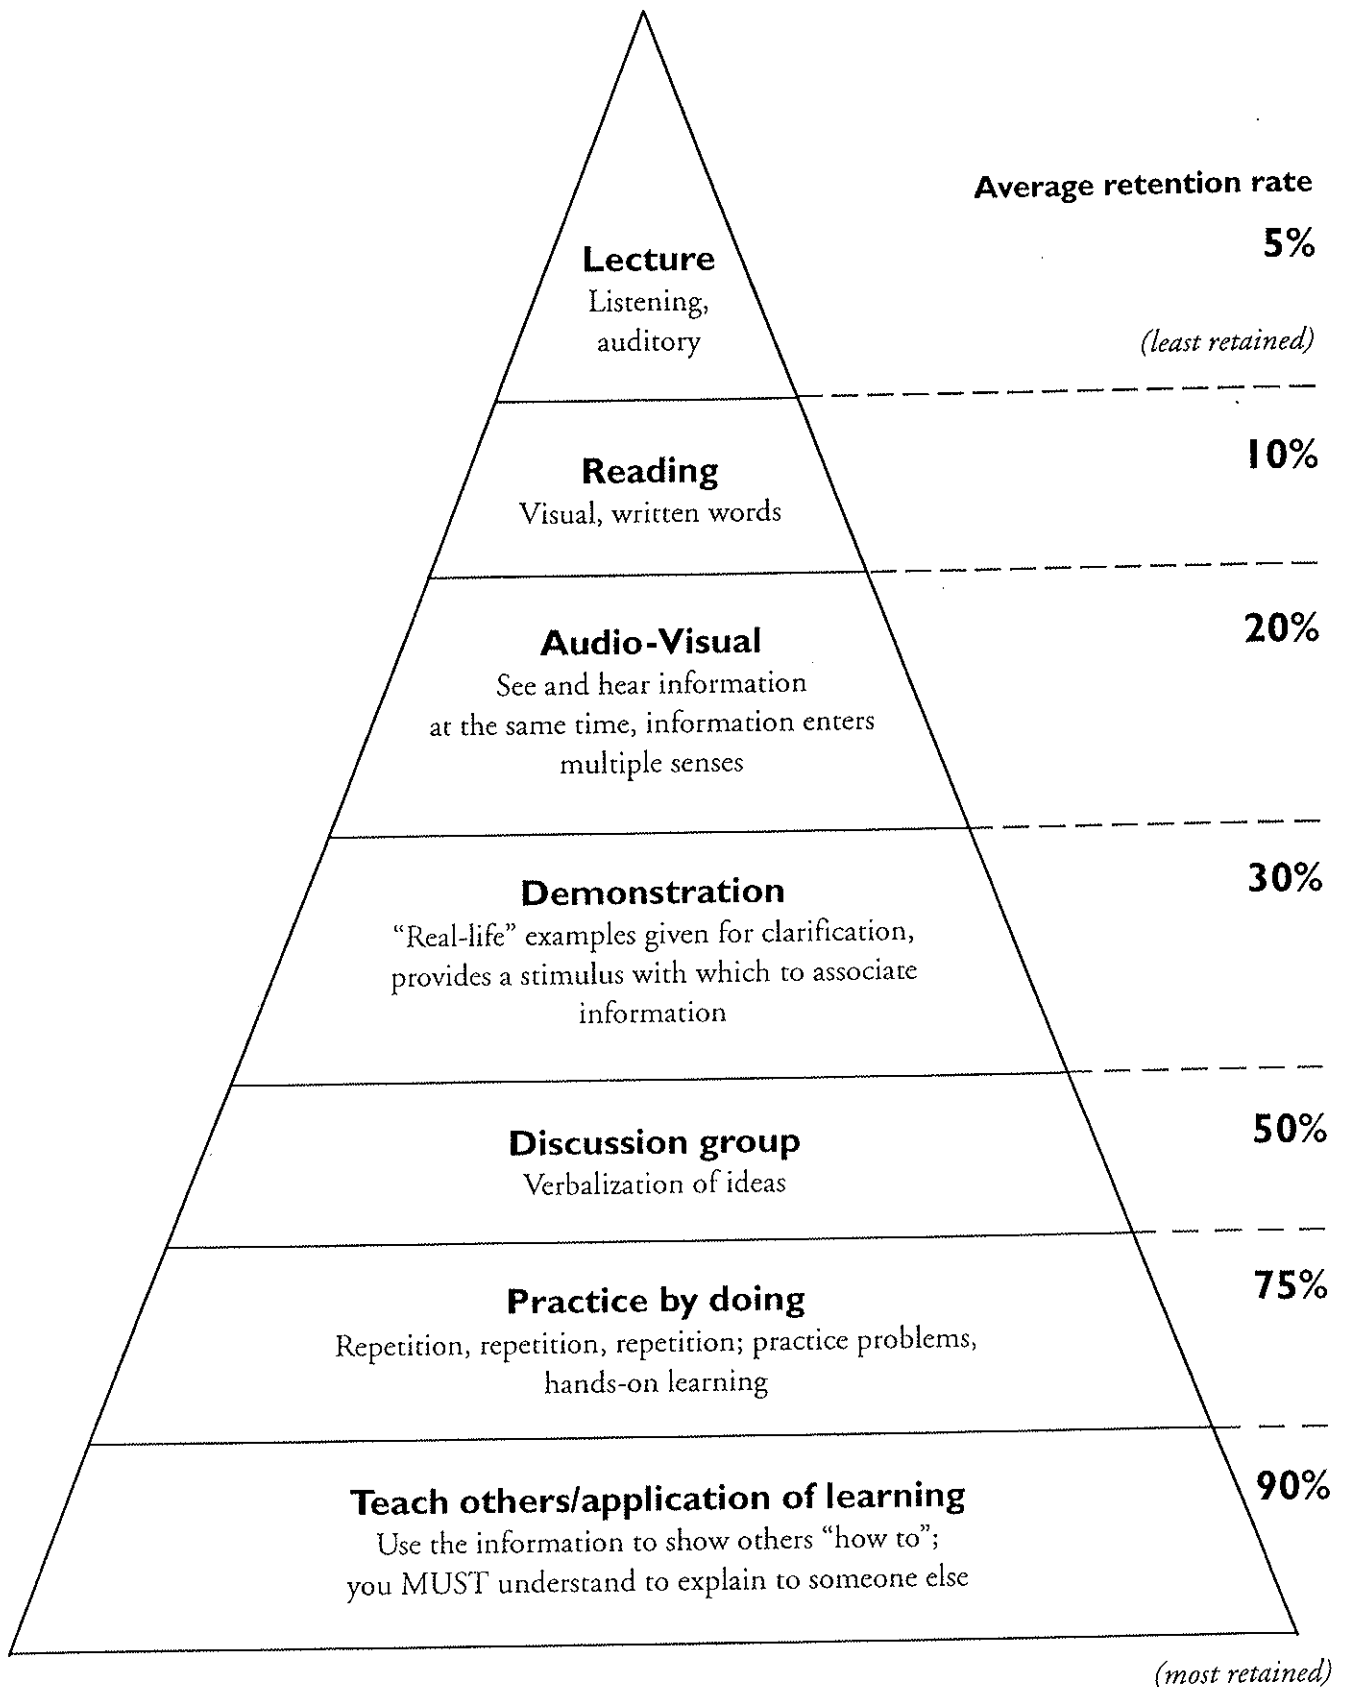 Average retention rate
Lecture
5%
Listening,
auditory
(least retained)
Reading
10%
Visual, written words
Audio-Visual
20%
See and hear information
at the same time, information enters
multiple senses
Demonstration
30%
“Real-life” examples given for clarification,
provides a stimulus with which to associate
information
Discussion group
50%
Verbalization of ideas
Practice by doing
75%
Repetition, repetition, repetition; practice problems,
hands-on learning
Teach others/application of learning
90%
Use the information to show others “how to”;
you MUST understand to explain to someone else
(most retained)